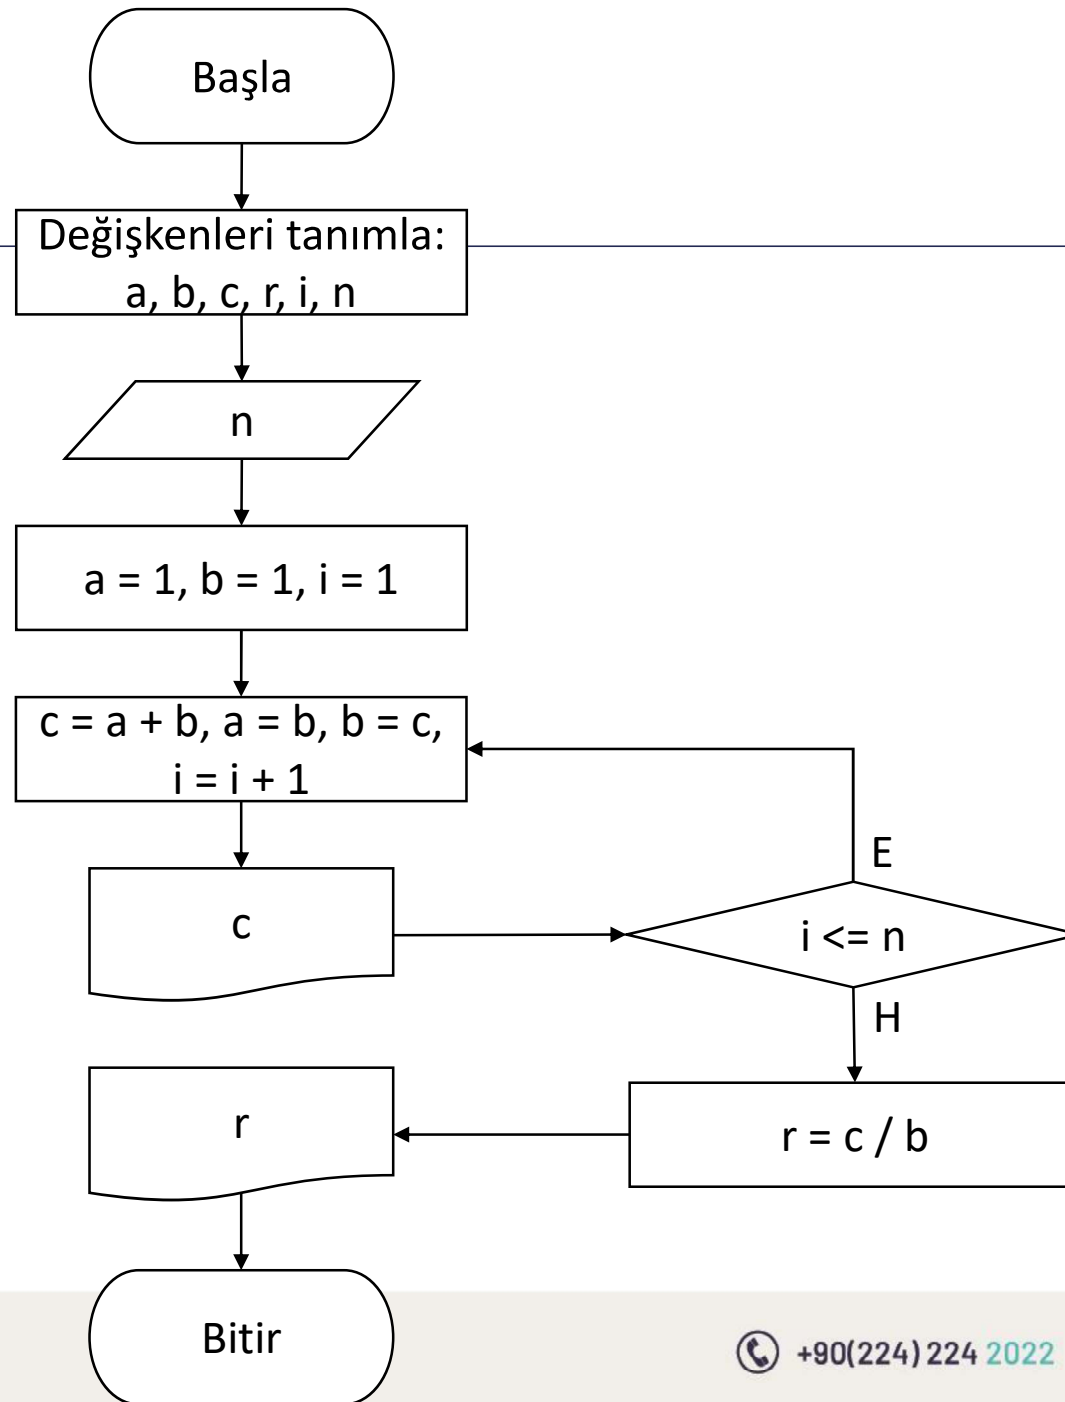 Başla
Değişkenleri tanımla:
a, b, c, r, i, n
n
a = 1, b = 1, i = 1
c = a + b, a = b, b = c,
i = i + 1
c
E
i <= n
H
r = c / b
r
Bitir
+90(224) 224 2022